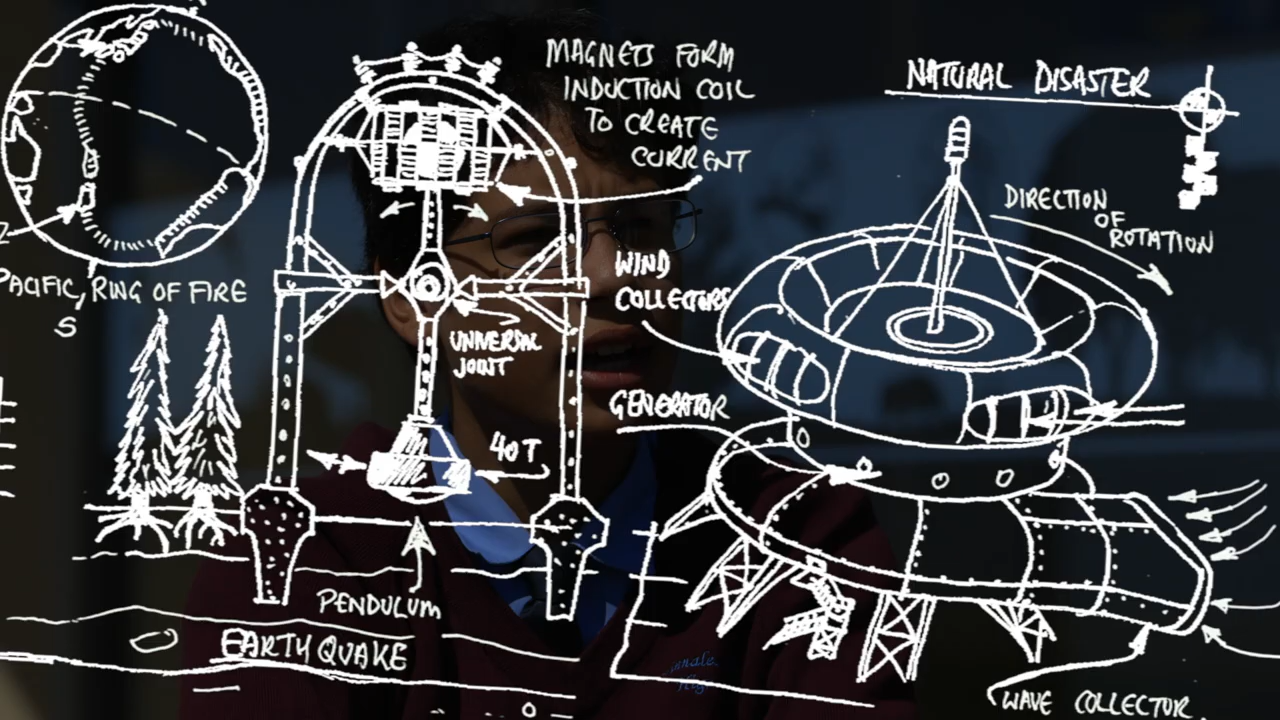 MAGNETS FORM
INDUCTION COIL
TO CREATE
CURRENT
NATURAL DISASTER
DIRECTION
OF
ROTATION
PACIFIC, RING OF FIRE
S
WIND
COLLECTORS
UNIVERSAL
JOINT
GENERATOR
40T
PENDULUM
EARTHQUAKE
WAVE COLLECTOR